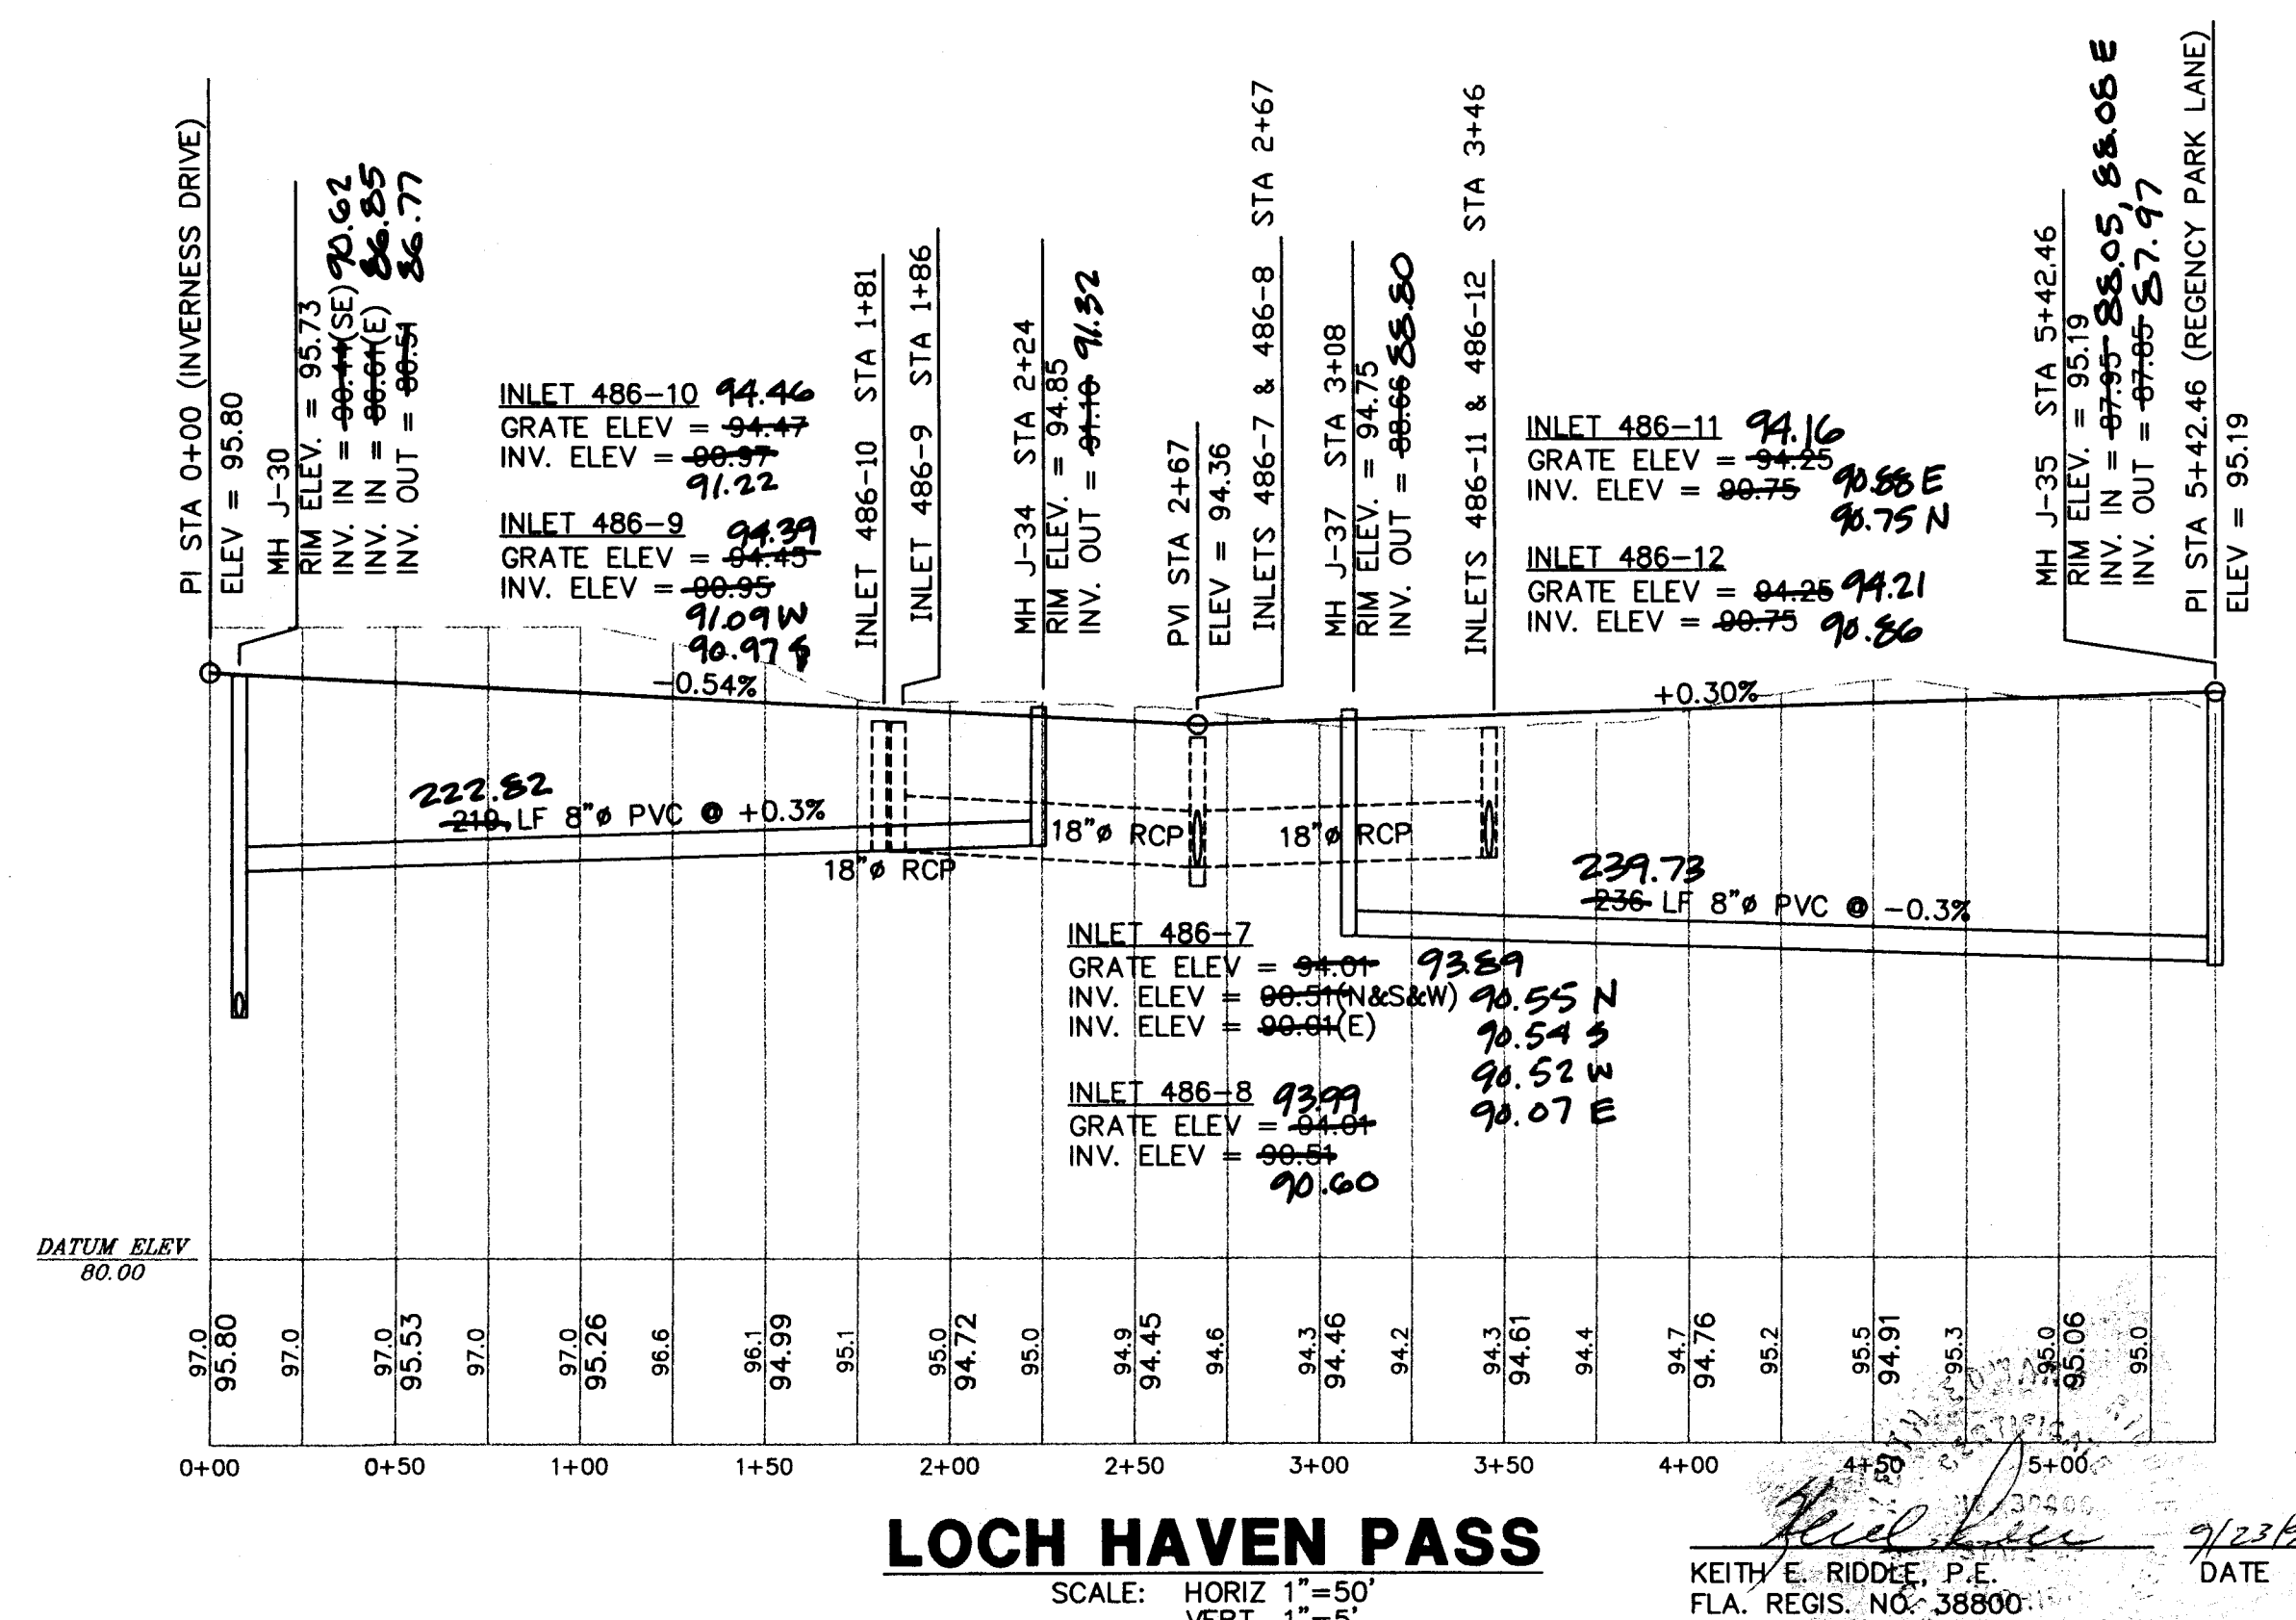 PI STA 0+00 (INVERNESS DRIVE)
ELEV = 95.80
MH J-30
RIM ELEV. = 95.73
INV. IN = 90.44(SE) 90.62
INV. IN = 86.61(E) 86.85
INV. OUT = 86.51 86.77
INLET 486-10 94.46
GRATE ELEV = 94.47
INV. ELEV = 90.97
91.22
INLET 486-9 94.39
GRATE ELEV = 94.45
INV. ELEV = 90.95
91.09 W
90.97 S
INLET 486-10 STA 1+81
INLET 486-9 STA 1+86
MH J-34 STA 2+24
RIM ELEV. = 94.85
INV. OUT = 91.10 91.32
PVI STA 2+67
ELEV = 94.36
INLETS 486-7 & 486-8 STA 2+67
MH J-37 STA 3+08
RIM ELEV. = 94.75
INV. OUT = 88.66 88.80
INLETS 486-11 & 486-12 STA 3+46
INLET 486-11 94.16
GRATE ELEV = 94.25
INV. ELEV = 90.75 90.88 E
90.75 N
INLET 486-12
GRATE ELEV = 94.25 94.21
INV. ELEV = 90.75 90.86
MH J-35 STA 5+42.46
RIM ELEV. = 95.19
INV. IN = 87.95 88.05, 88.08 E
INV. OUT = 87.85 87.97
PI STA 5+42.46 (REGENCY PARK LANE)
ELEV = 95.19
-0.54%
+0.30%
222.82
219 LF 8"ø PVC @ +0.3%
18"ø RCP
18"ø RCP
18"ø RCP
239.73
236 LF 8"ø PVC @ -0.3%
INLET 486-7
GRATE ELEV = 94.01 93.89
INV. ELEV = 90.51(N&S&W) 90.55 N
INV. ELEV = 90.01(E) 90.54 S
90.52 W
90.07 E
INLET 486-8 93.99
GRATE ELEV = 94.01
INV. ELEV = 90.51
90.60
DATUM ELEV
80.00
97.0 95.80 97.0 97.0 95.53 97.0 97.0 95.26 96.6 96.1 94.99 95.1 95.0 94.72 95.0 94.9 94.45 94.6 94.3 94.46 94.2 94.3 94.61 94.4 94.7 94.76 95.2 95.5 94.91 95.3 95.0 95.06 95.0
0+00 0+50 1+00 1+50 2+00 2+50 3+00 3+50 4+00 4+50 5+00
LOCH HAVEN PASS
SCALE: HORIZ 1"=50'
VERT 1"=5'
9/23/
KEITH E. RIDDLE, P.E. DATE
FLA. REGIS. NO. 38800